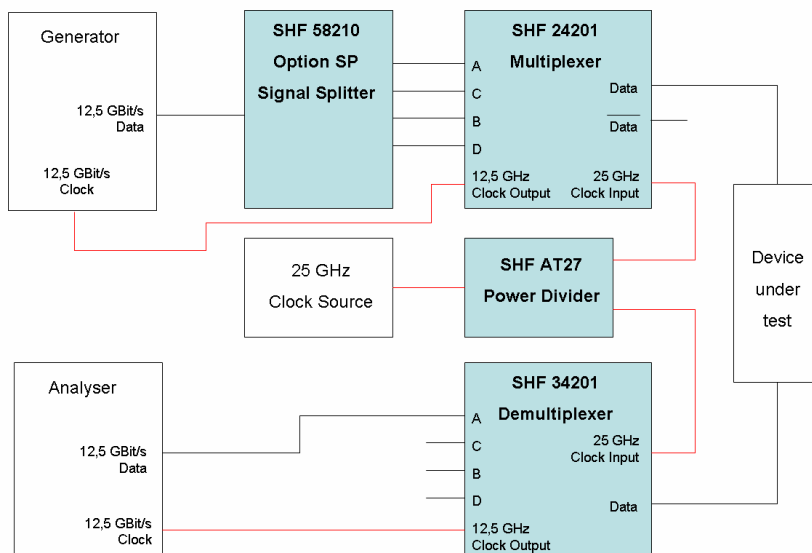 Generator
12,5 GBit/s
Data
12,5 GBit/s
Clock
SHF 58210
Option SP
Signal Splitter
SHF 24201
Multiplexer
A
C
B
D
Data
Data
12,5 GHz
Clock Output
25 GHz
Clock Input
25 GHz
Clock Source
SHF AT27
Power Divider
Device
under
test
Analyser
12,5 GBit/s
Data
12,5 GBit/s
Clock
SHF 34201
Demultiplexer
A
C
B
D
25 GHz
Clock Input
Data
12,5 GHz
Clock Output